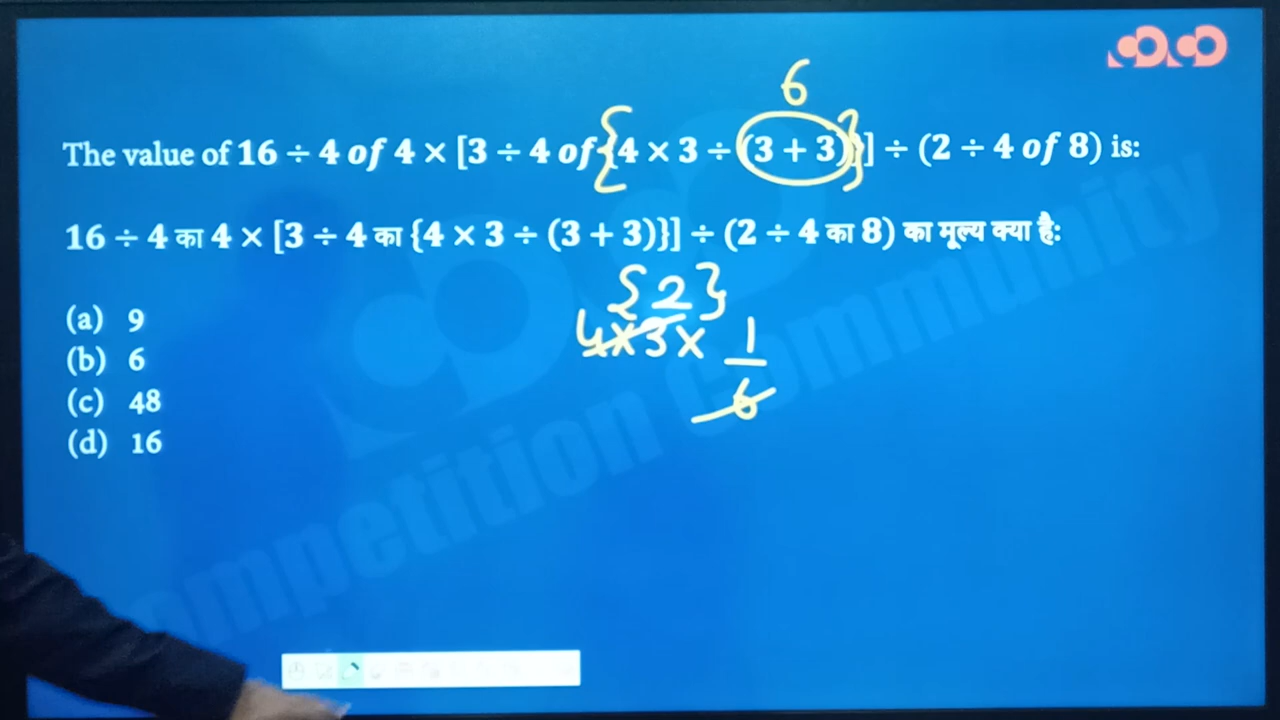 6
The value of 16 ÷ 4 of 4 × [3 ÷ 4 of {4 × 3 ÷ (3 + 3)}] ÷ (2 ÷ 4 of 8) is:
16 ÷ 4 का 4 × [3 ÷ 4 का {4 × 3 ÷ (3 + 3)}] ÷ (2 ÷ 4 का 8) का मूल्य क्या है:
{2}
4×3× 1
6
(a) 9
(b) 6
(c) 48
(d) 16
ompetition Community